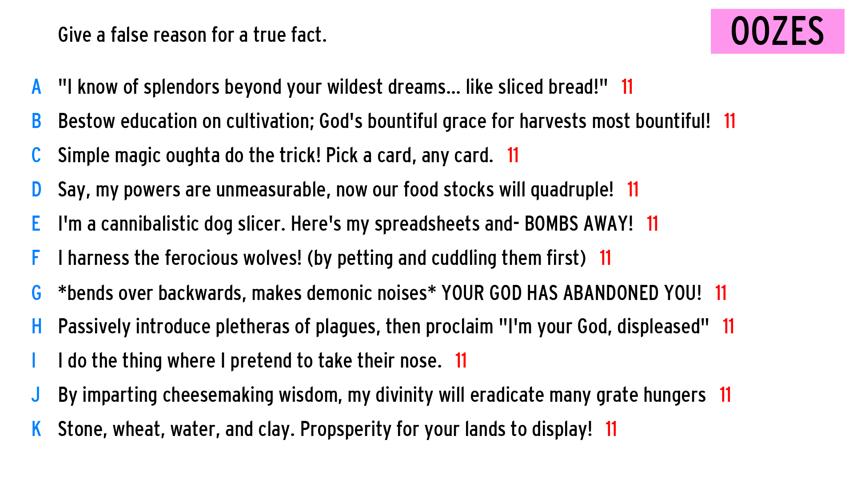 Give a false reason for a true fact.
OOZES
A "I know of splendors beyond your wildest dreams... like sliced bread!" 11
B Bestow education on cultivation; God's bountiful grace for harvests most bountiful! 11
C Simple magic oughta do the trick! Pick a card, any card. 11
D Say, my powers are unmeasurable, now our food stocks will quadruple! 11
E I'm a cannibalistic dog slicer. Here's my spreadsheets and- BOMBS AWAY! 11
F I harness the ferocious wolves! (by petting and cuddling them first) 11
G *bends over backwards, makes demonic noises* YOUR GOD HAS ABANDONED YOU! 11
H Passively introduce pletheras of plagues, then proclaim "I'm your God, displeased" 11
I I do the thing where I pretend to take their nose. 11
J By imparting cheesemaking wisdom, my divinity will eradicate many grate hungers 11
K Stone, wheat, water, and clay. Propsperity for your lands to display! 11